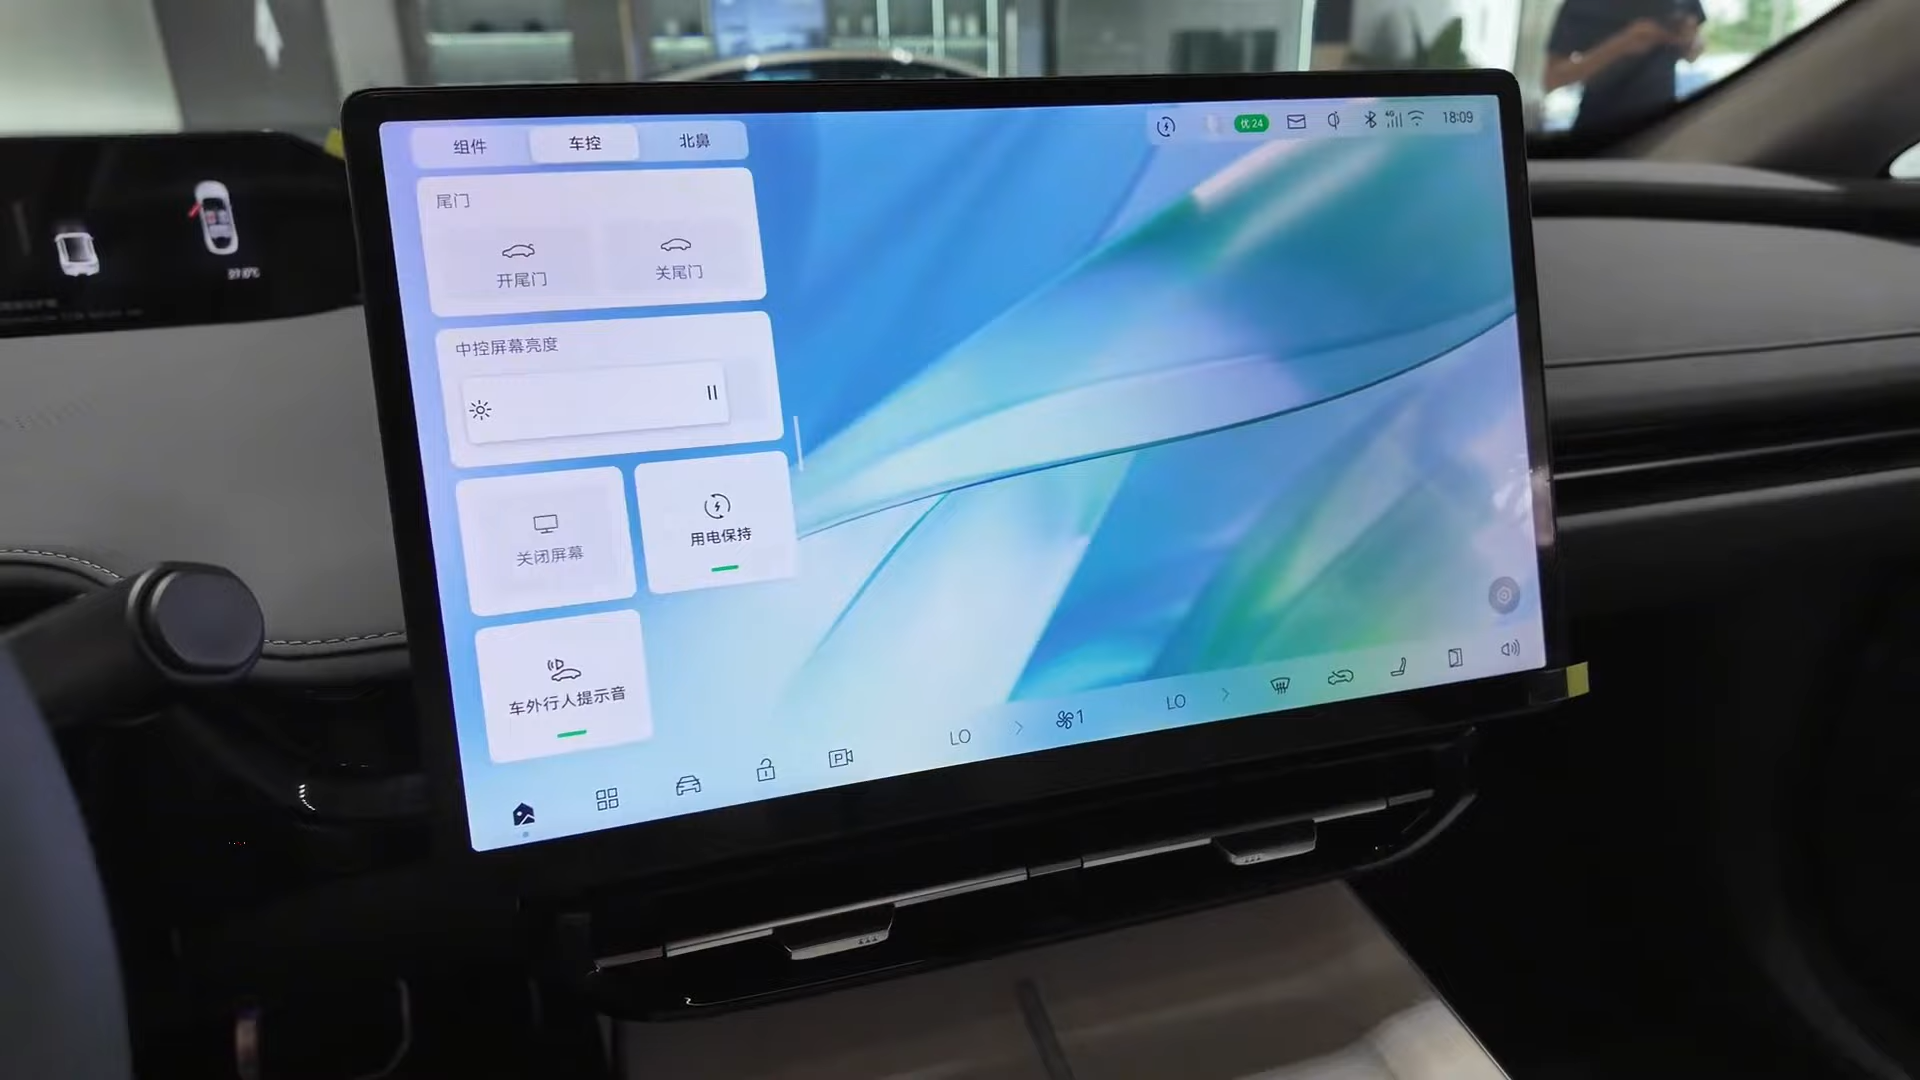 组件 车控 北鼻
优 24
4G
18:09
尾门
开尾门 关尾门
中控屏幕亮度
关闭屏幕
用电保持
车外行人提示音
P
LO
1
LO